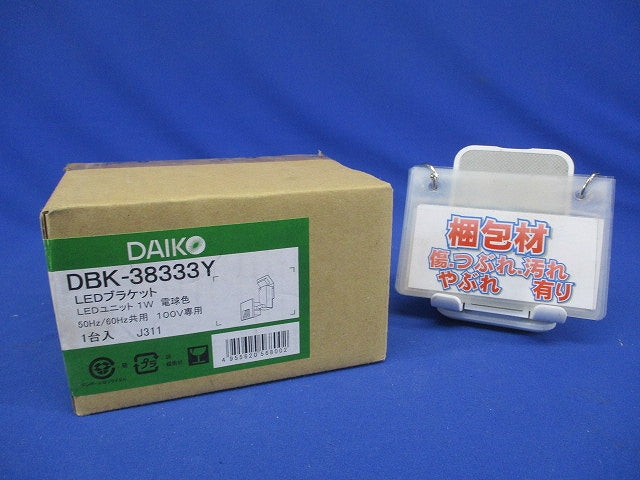 DAIKO
DBK-38333Y
LEDブラケット
LEDユニット 1W 電球色
50Hz/60Hz共用 100V専用
1台入 J311
プラ
梱包材
傷.つぶれ.汚れ
やぶれ 有り